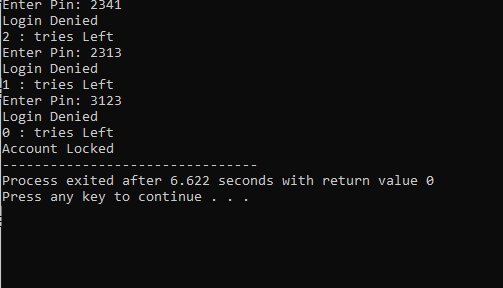 Enter Pin: 2341
Login Denied
2 : tries Left
Enter Pin: 2313
Login Denied
1 : tries Left
Enter Pin: 3123
Login Denied
0 : tries Left
Account Locked
--------------------------------
Process exited after 6.622 seconds with return value 0
Press any key to continue . . .